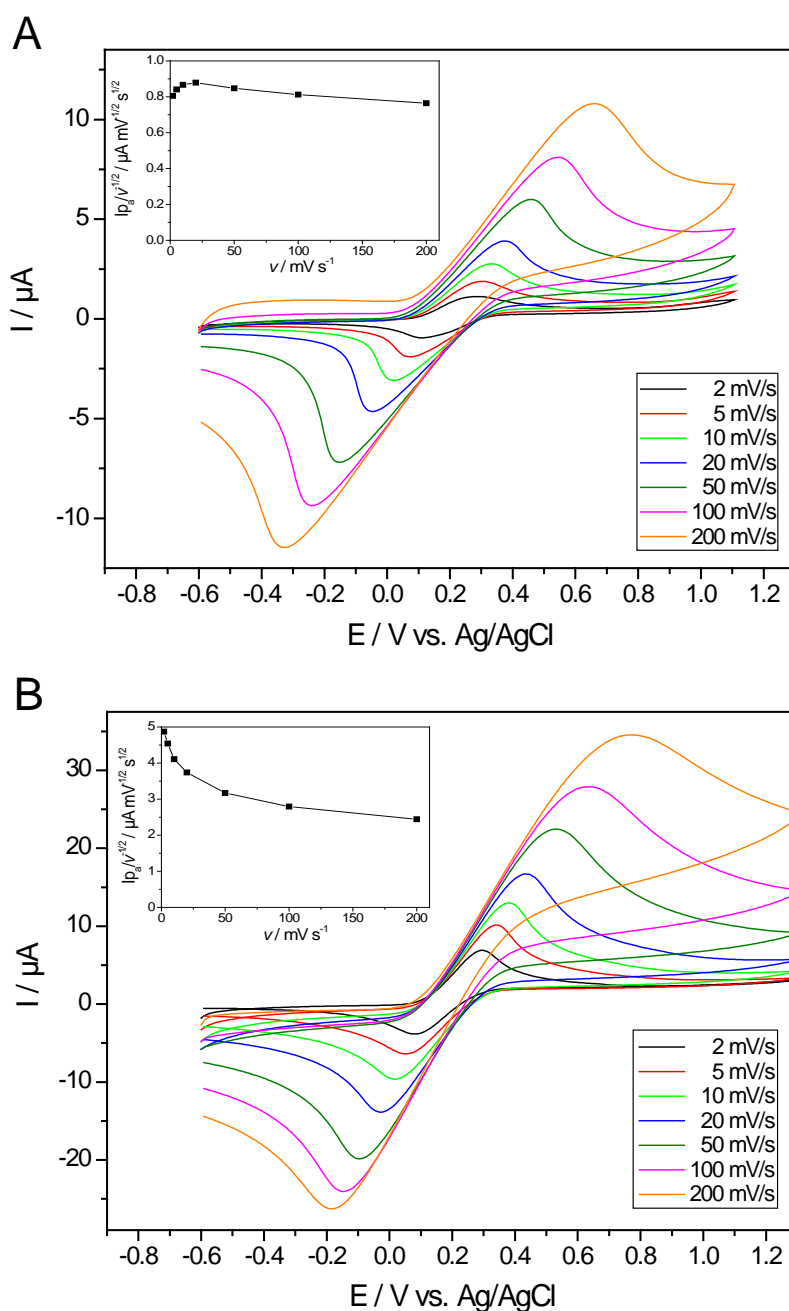 A
Ipₐ/v⁻¹/² / µA mV⁻¹/² s¹/²
1.0
0.8
0.6
0.4
0.2
0.0
0 50 100 150 200
v / mV s⁻¹
I / µA
10
5
0
-5
-10
2 mV/s
5 mV/s
10 mV/s
20 mV/s
50 mV/s
100 mV/s
200 mV/s
-0.8 -0.6 -0.4 -0.2 0.0 0.2 0.4 0.6 0.8 1.0 1.2
E / V vs. Ag/AgCl
B
Ipₐ/v⁻¹/² / µA mV⁻¹/² s¹/²
5
4
3
2
1
0
0 50 100 150 200
v / mV s⁻¹
I / µA
30
20
10
0
-10
-20
2 mV/s
5 mV/s
10 mV/s
20 mV/s
50 mV/s
100 mV/s
200 mV/s
-0.8 -0.6 -0.4 -0.2 0.0 0.2 0.4 0.6 0.8 1.0 1.2
E / V vs. Ag/AgCl